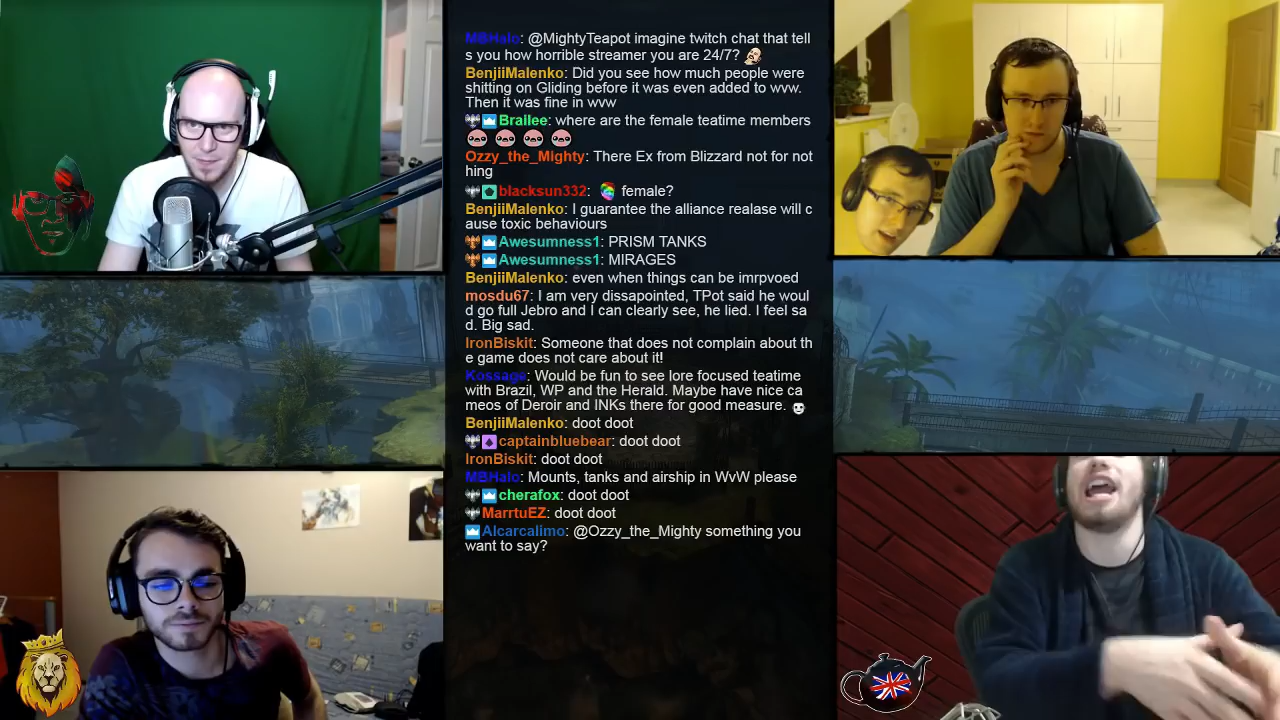 MBHalo: @MightyTeapot imagine twitch chat that tell
s you how horrible streamer you are 24/7?
BenjiiMalenko: Did you see how much people were
shitting on Gliding before it was even added to wvw.
Then it was fine in wvw
Brailee: where are the female teatime members
Ozzy_the_Mighty: There Ex from Blizzard not for not
hing
blacksun332: female?
BenjiiMalenko: I guarantee the alliance realase will c
ause toxic behaviours
Awesumness1: PRISM TANKS
Awesumness1: MIRAGES
BenjiiMalenko: even when things can be imrpvoed
mosdu67: I am very dissapointed, TPot said he woul
d go full Jebro and I can clearly see, he lied. I feel sa
d. Big sad.
IronBiskit: Someone that does not complain about th
e game does not care about it!
Kossage: Would be fun to see lore focused teatime
with Brazil, WP and the Herald. Maybe have nice ca
meos of Deroir and INKs there for good measure.
BenjiiMalenko: doot doot
captainbluebear: doot doot
IronBiskit: doot doot
MBHalo: Mounts, tanks and airship in WvW please
cherafox: doot doot
MarrtuEZ: doot doot
Alcarcalimo: @Ozzy_the_Mighty something you
want to say?